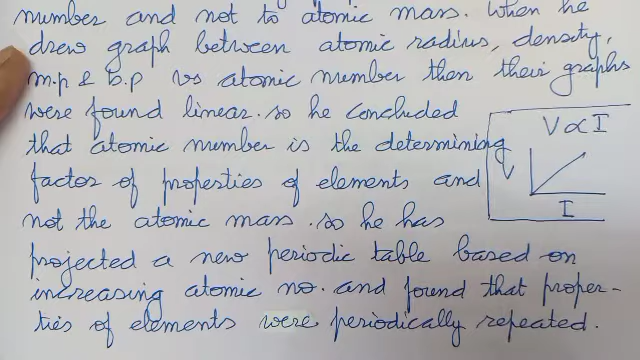 number and not to atomic mass. When he
drew graph between atomic radius, density,
m.p & b.p vs atomic number then their graphs
were found linear. so he concluded
that atomic number is the determining
factor of properties of elements and
not the atomic mass. so he has
projected a new periodic table based on
increasing atomic no. and found that proper-
ties of elements were periodically repeated.
V ∝ I
V
I